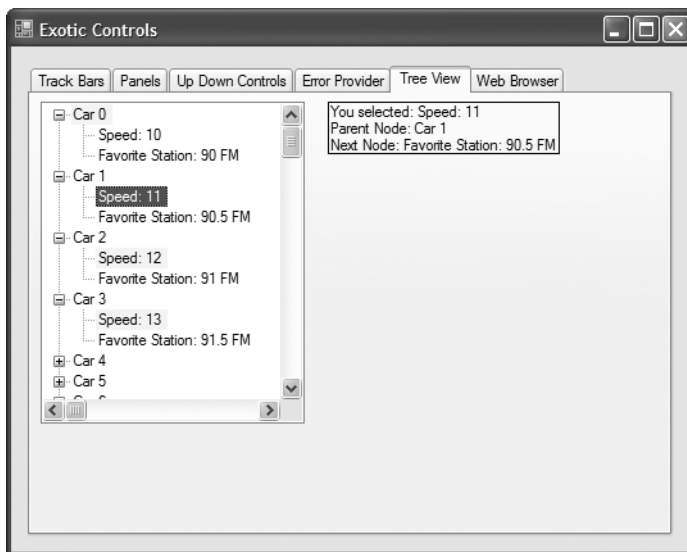 Exotic Controls
Track Bars Panels Up Down Controls Error Provider Tree View Web Browser
Car 0
Speed: 10
Favorite Station: 90 FM
Car 1
Speed: 11
Favorite Station: 90.5 FM
Car 2
Speed: 12
Favorite Station: 91 FM
Car 3
Speed: 13
Favorite Station: 91.5 FM
Car 4
Car 5
You selected: Speed: 11
Parent Node: Car 1
Next Node: Favorite Station: 90.5 FM